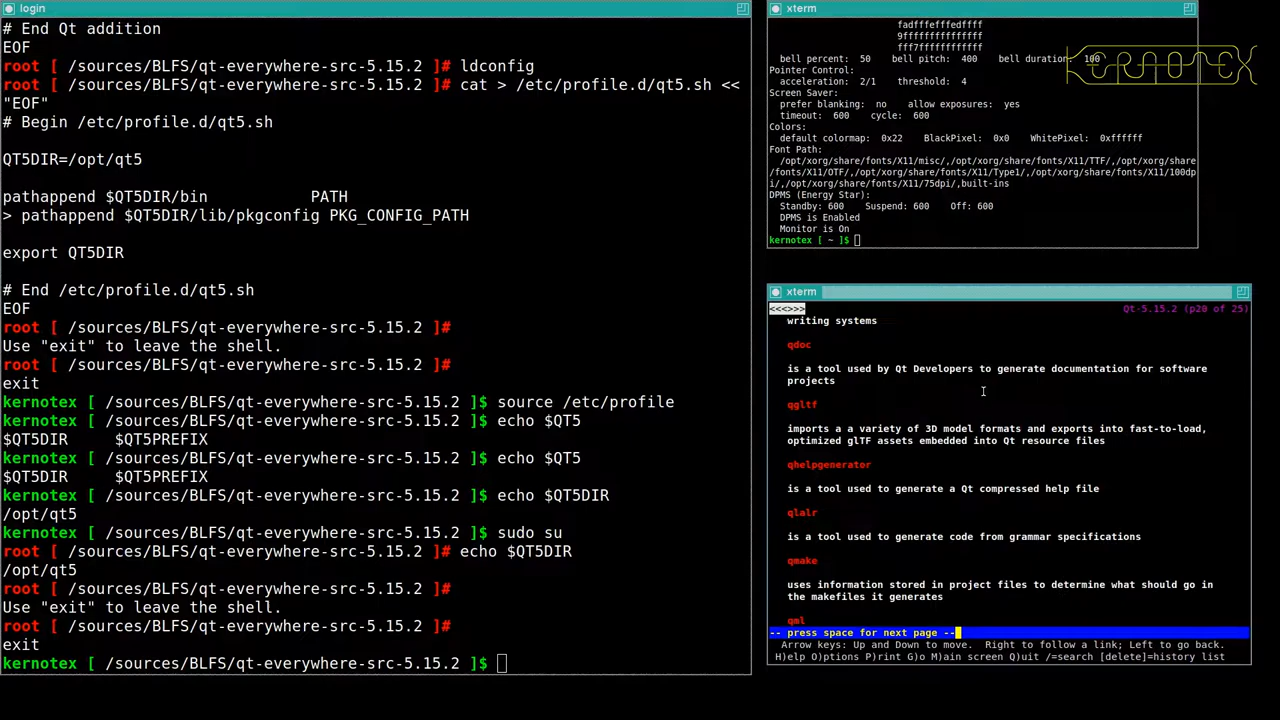 login
# End Qt addition
EOF
root [ /sources/BLFS/qt-everywhere-src-5.15.2 ]# ldconfig
root [ /sources/BLFS/qt-everywhere-src-5.15.2 ]# cat > /etc/profile.d/qt5.sh <<
"EOF"
# Begin /etc/profile.d/qt5.sh
QT5DIR=/opt/qt5
pathappend $QT5DIR/bin           PATH
> pathappend $QT5DIR/lib/pkgconfig PKG_CONFIG_PATH
export QT5DIR
# End /etc/profile.d/qt5.sh
EOF
root [ /sources/BLFS/qt-everywhere-src-5.15.2 ]#
Use "exit" to leave the shell.
root [ /sources/BLFS/qt-everywhere-src-5.15.2 ]#
exit
kernotex [ /sources/BLFS/qt-everywhere-src-5.15.2 ]$ source /etc/profile
kernotex [ /sources/BLFS/qt-everywhere-src-5.15.2 ]$ echo $QT5
$QT5DIR     $QT5PREFIX
kernotex [ /sources/BLFS/qt-everywhere-src-5.15.2 ]$ echo $QT5
$QT5DIR     $QT5PREFIX
kernotex [ /sources/BLFS/qt-everywhere-src-5.15.2 ]$ echo $QT5DIR
/opt/qt5
kernotex [ /sources/BLFS/qt-everywhere-src-5.15.2 ]$ sudo su
root [ /sources/BLFS/qt-everywhere-src-5.15.2 ]# echo $QT5DIR
/opt/qt5
root [ /sources/BLFS/qt-everywhere-src-5.15.2 ]#
Use "exit" to leave the shell.
root [ /sources/BLFS/qt-everywhere-src-5.15.2 ]#
exit
kernotex [ /sources/BLFS/qt-everywhere-src-5.15.2 ]$
xterm
fadfffefffedffff
9fffffffffffffff
fff7ffffffffffff
bell percent:  50    bell pitch:  400    bell duration:  100
Pointer Control:
acceleration:  2/1    threshold:  4
Screen Saver:
prefer blanking:  no    allow exposures:  yes
timeout:  600    cycle:  600
Colors:
default colormap:  0x22    BlackPixel:  0x0    WhitePixel:  0xffffff
Font Path:
/opt/xorg/share/fonts/X11/misc/,/opt/xorg/share/fonts/X11/TTF/,/opt/xorg/share
/fonts/X11/OTF/,/opt/xorg/share/fonts/X11/Type1/,/opt/xorg/share/fonts/X11/100dp
i/,/opt/xorg/share/fonts/X11/75dpi/,built-ins
DPMS (Energy Star):
Standby: 600    Suspend: 600    Off: 600
DPMS is Enabled
Monitor is On
kernotex [ ~ ]$
KERNOTEX
xterm
<<<>>>                                     Qt-5.15.2 (p20 of 25)
writing systems
qdoc
is a tool used by Qt Developers to generate documentation for software
projects
qgltf
imports a a variety of 3D model formats and exports into fast-to-load,
optimized glTF assets embedded into Qt resource files
qhelpgenerator
is a tool used to generate a Qt compressed help file
qlalr
is a tool used to generate code from grammar specifications
qmake
uses information stored in project files to determine what should go in
the makefiles it generates
qml
-- press space for next page --
Arrow keys: Up and Down to move.  Right to follow a link; Left to go back.
H)elp O)ptions P)rint G)o M)ain screen Q)uit /=search [delete]=history list